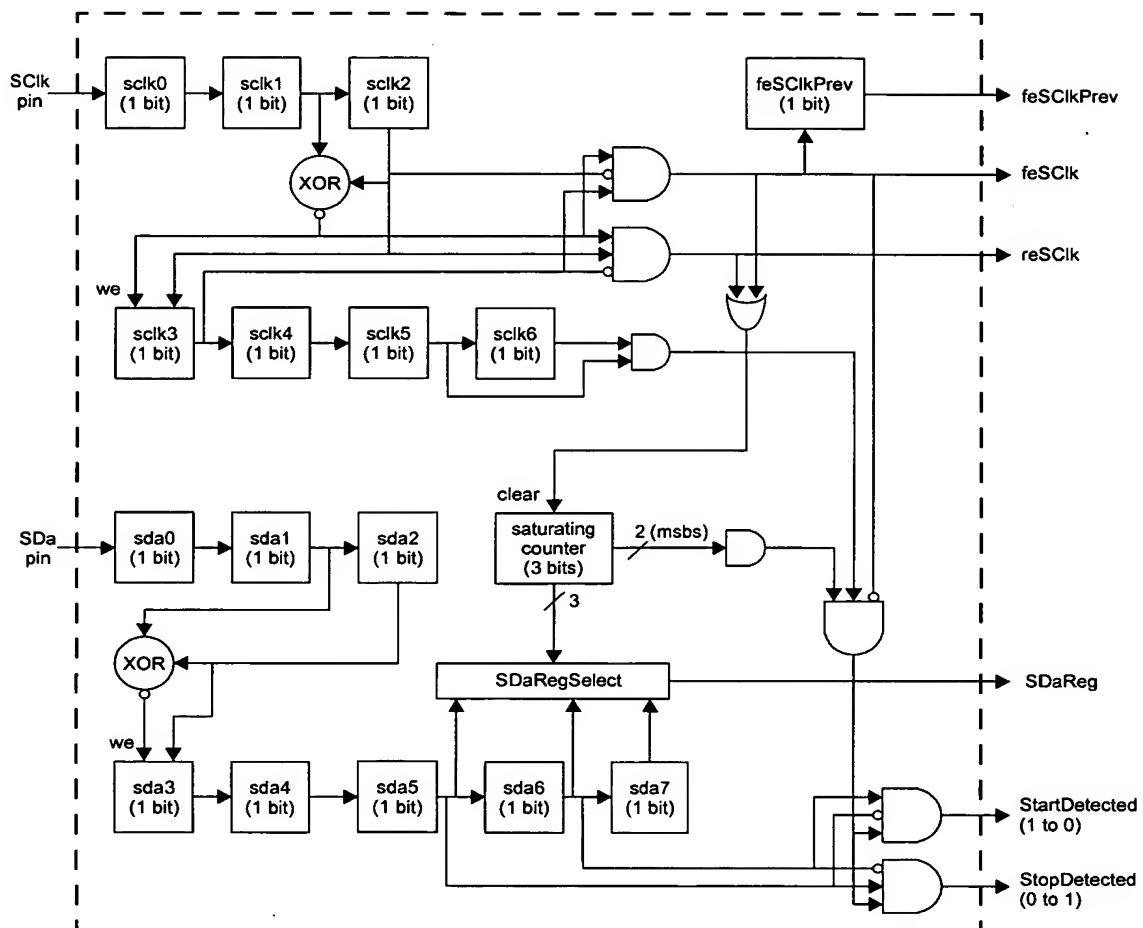 SClk
pin
sclk0
(1 bit)
sclk1
(1 bit)
sclk2
(1 bit)
feSClkPrev
(1 bit)
feSClkPrev
XOR
feSClk
reSClk
we
sclk3
(1 bit)
sclk4
(1 bit)
sclk5
(1 bit)
sclk6
(1 bit)
clear
SDa
pin
sda0
(1 bit)
sda1
(1 bit)
sda2
(1 bit)
saturating
counter
(3 bits)
2 (msbs)
3
XOR
SDaRegSelect
SDaReg
we
sda3
(1 bit)
sda4
(1 bit)
sda5
(1 bit)
sda6
(1 bit)
sda7
(1 bit)
StartDetected
(1 to 0)
StopDetected
(0 to 1)